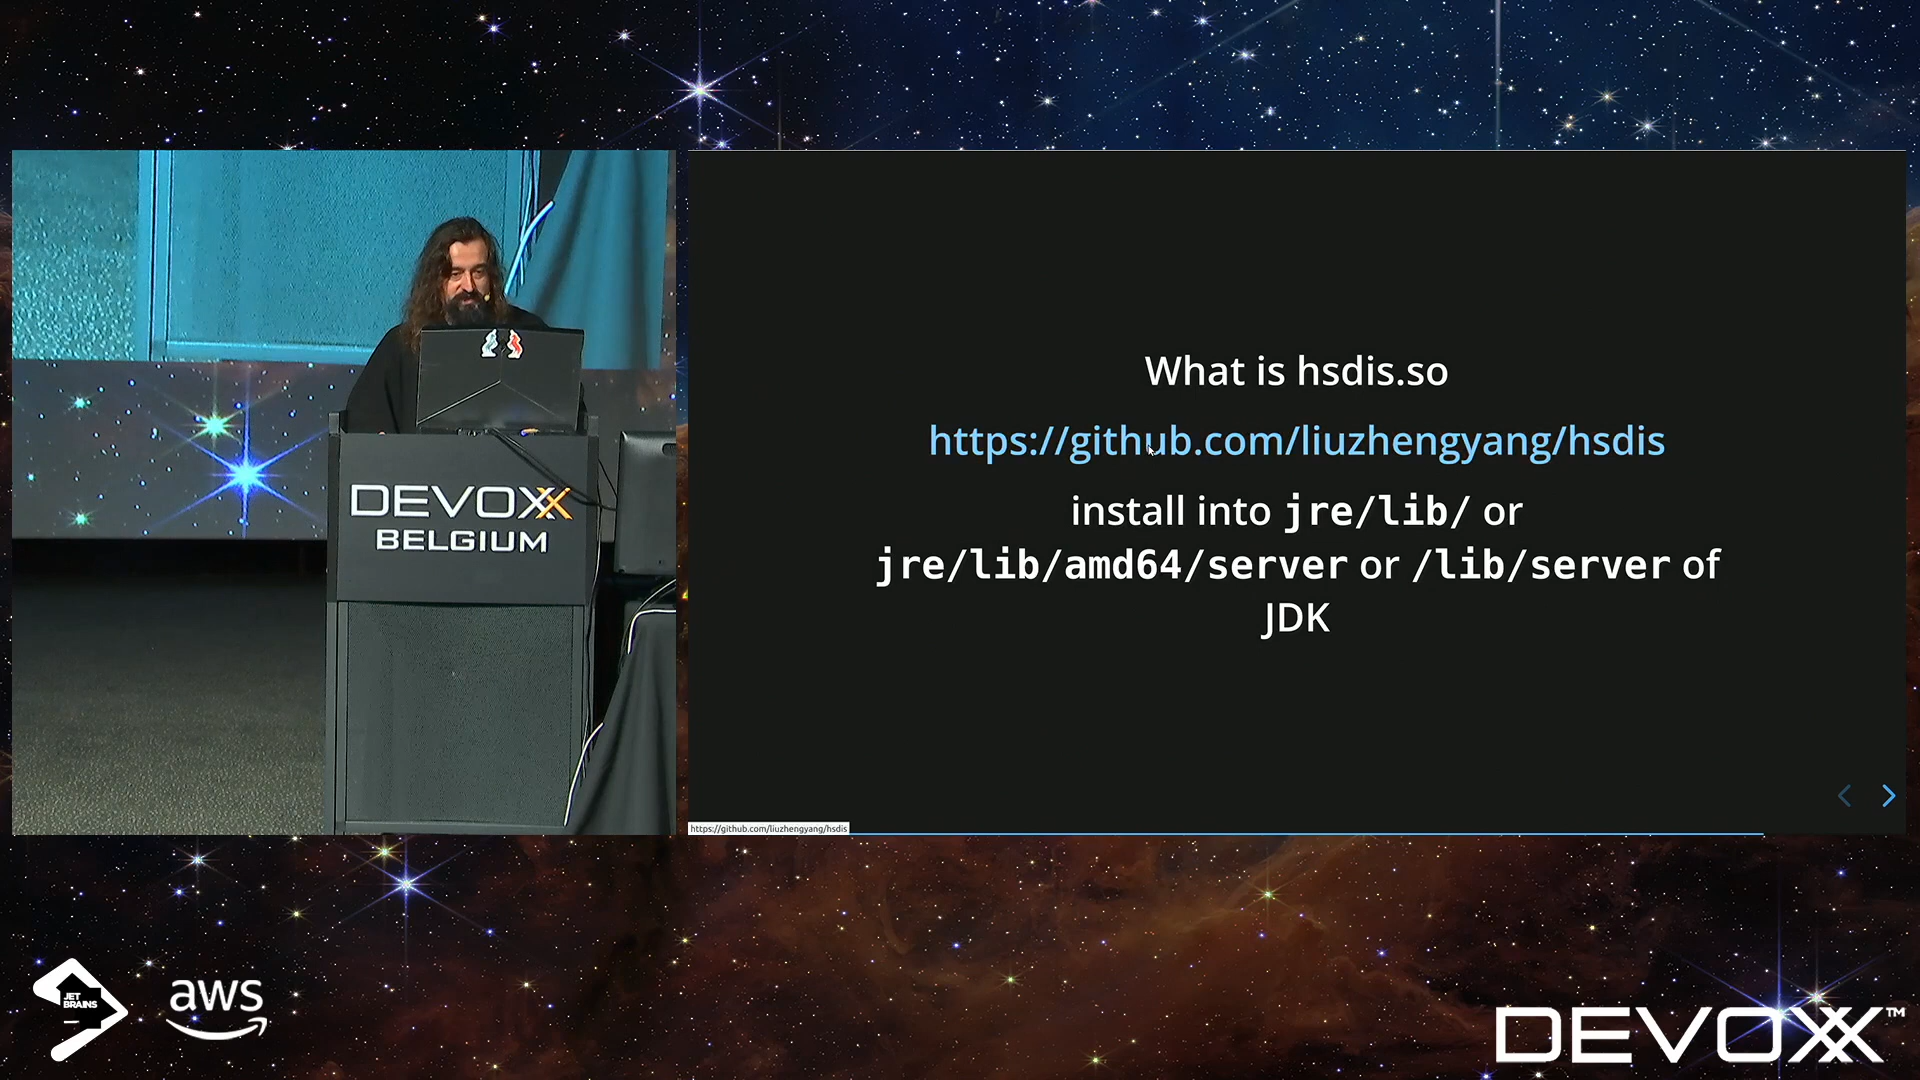 What is hsdis.so
https://github.com/liuzhengyang/hsdis
install into jre/lib/ or
jre/lib/amd64/server or /lib/server of
JDK
https://github.com/liuzhengyang/hsdis
DEVOXX
BELGIUM
JET
BRAINS
aws
DEVOXX™